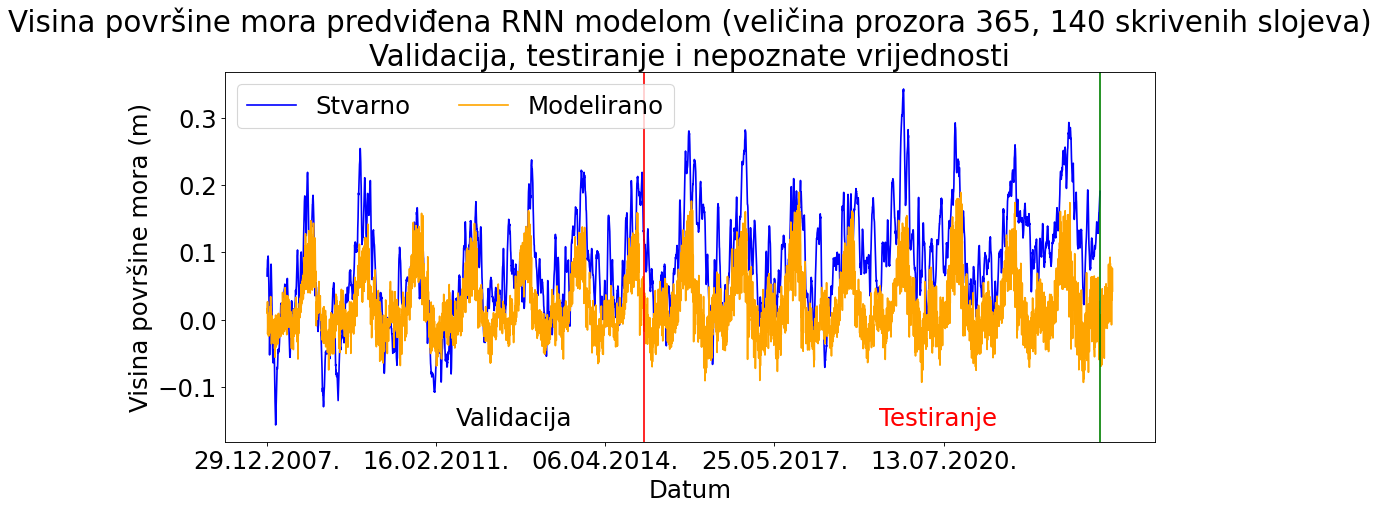 Visina površine mora predviđena RNN modelom (veličina prozora 365, 140 skrivenih slojeva)
Validacija, testiranje i nepoznate vrijednosti
Stvarno
Modelirano
Visina površine mora (m)
0.3
0.2
0.1
0.0
−0.1
Validacija
Testiranje
29.12.2007.
16.02.2011.
06.04.2014.
25.05.2017.
13.07.2020.
Datum